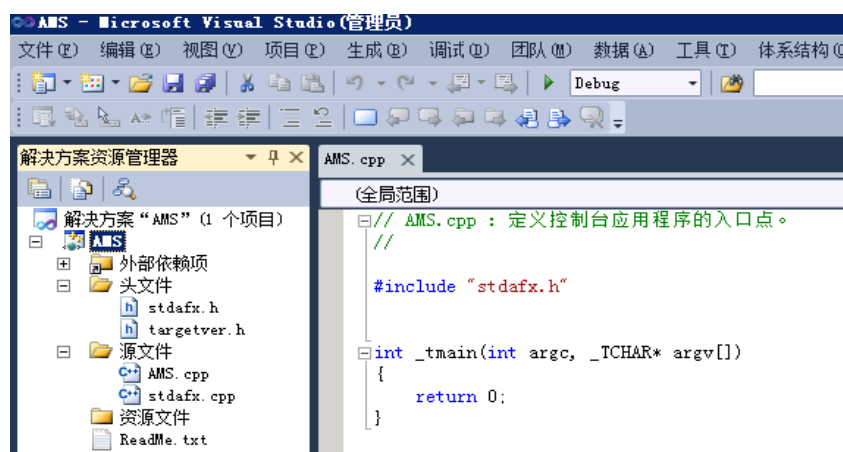 AMS - Microsoft Visual Studio(管理员)
文件(F) 编辑(E) 视图(V) 项目(P) 生成(B) 调试(D) 团队(M) 数据(A) 工具(T) 体系结构(C
Debug
解决方案资源管理器
AMS.cpp
(全局范围)
解决方案“AMS”(1 个项目)
AMS
外部依赖项
头文件
stdafx.h
targetver.h
源文件
AMS.cpp
stdafx.cpp
资源文件
ReadMe.txt
// AMS.cpp : 定义控制台应用程序的入口点。
//
#include "stdafx.h"
int _tmain(int argc, _TCHAR* argv[])
{
return 0;
}